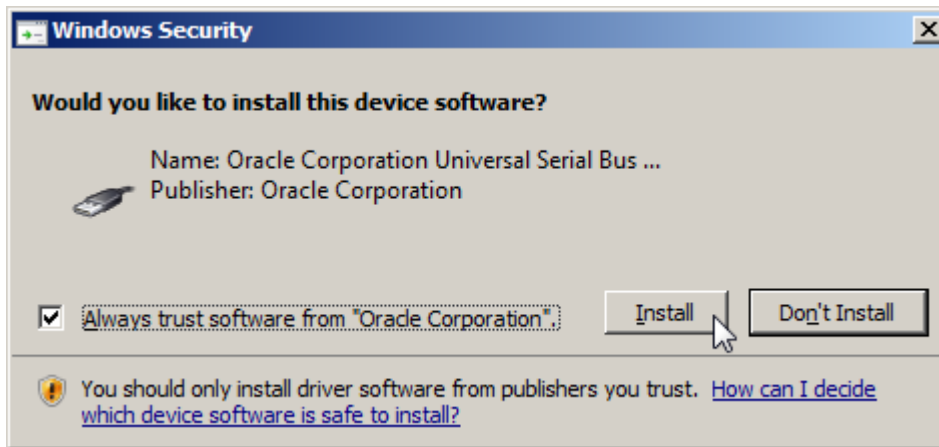 Windows Security
Would you like to install this device software?
Name: Oracle Corporation Universal Serial Bus ...
Publisher: Oracle Corporation
Always trust software from "Oracle Corporation".
Install
Don't Install
You should only install driver software from publishers you trust. How can I decide
which device software is safe to install?